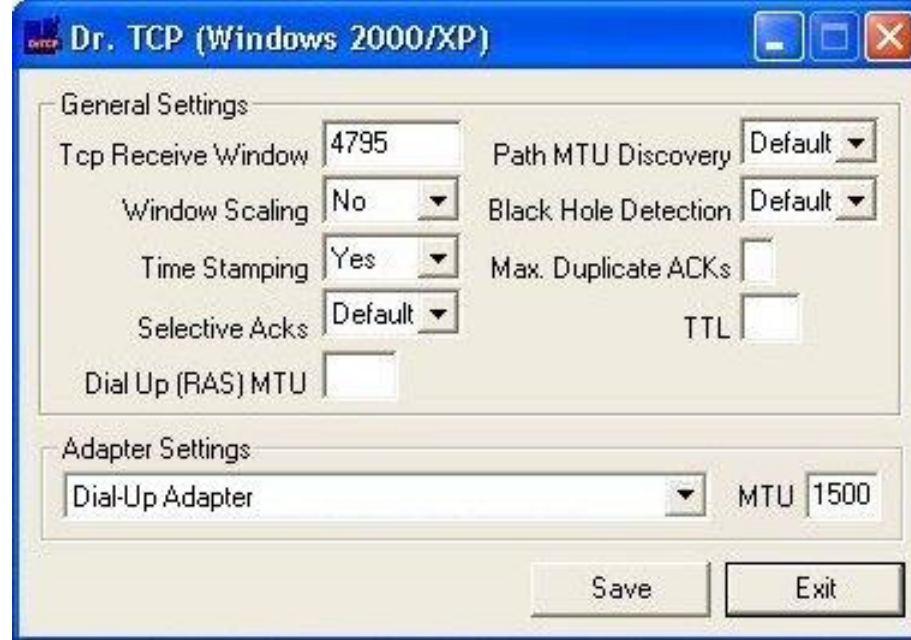 Dr. TCP (Windows 2000/XP)
General Settings
Tcp Receive Window 4795
Path MTU Discovery Default
Window Scaling No
Black Hole Detection Default
Time Stamping Yes
Max. Duplicate ACKs
Selective Acks Default
TTL
Dial Up (RAS) MTU
Adapter Settings
Dial-Up Adapter
MTU 1500
Save
Exit